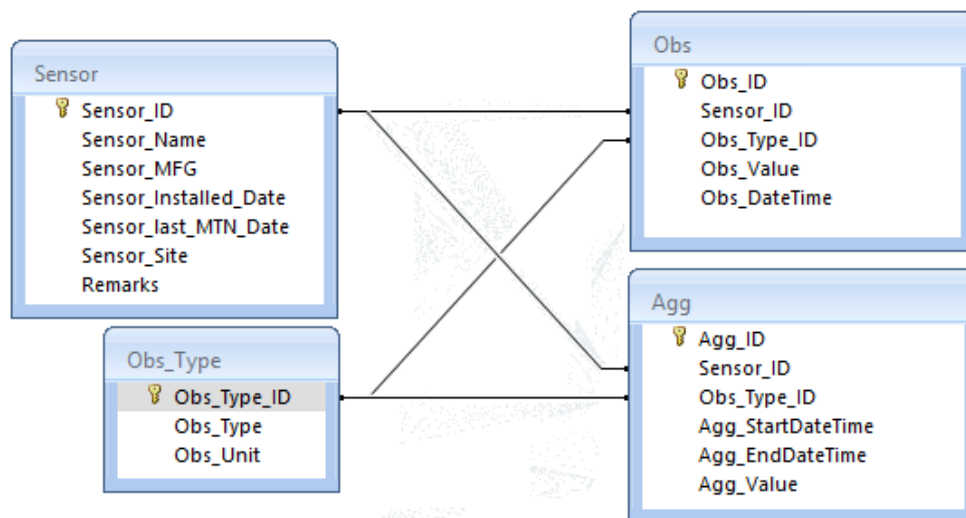 Sensor
Sensor_ID
Sensor_Name
Sensor_MFG
Sensor_Installed_Date
Sensor_last_MTN_Date
Sensor_Site
Remarks
Obs_Type
Obs_Type_ID
Obs_Type
Obs_Unit
Obs
Obs_ID
Sensor_ID
Obs_Type_ID
Obs_Value
Obs_DateTime
Agg
Agg_ID
Sensor_ID
Obs_Type_ID
Agg_StartDateTime
Agg_EndDateTime
Agg_Value